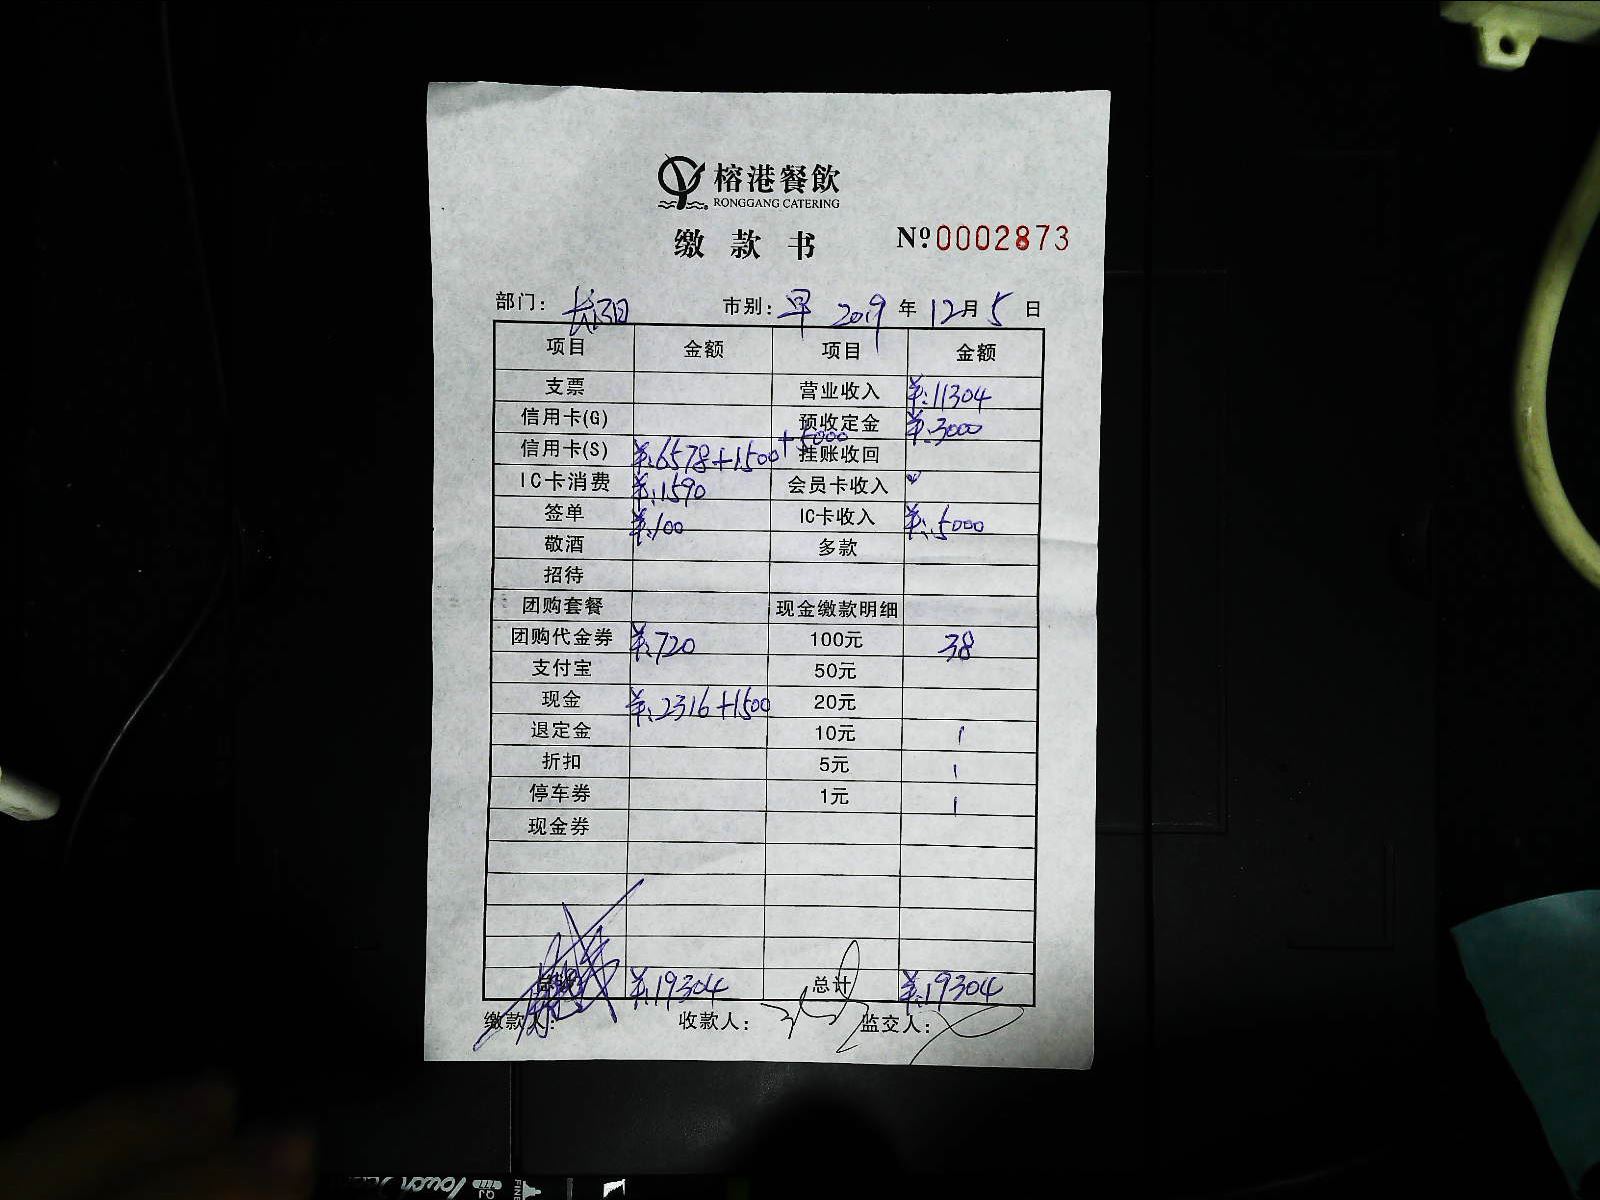 榕港餐飲
RONGGANG CATERING
缴款书 Nº0002873
部门： 市别：早 2019年12月5日
项目 金额 项目 金额
支票 营业收入 ¥:11304
信用卡(G) 预收定金 ¥:3000
信用卡(S) ¥:6578+1500+5000 挂账收回
IC卡消费 ¥:1590 会员卡收入
签单 ¥:100 IC卡收入 ¥:5000
敬酒 多款
招待
团购套餐 现金缴款明细
团购代金券 ¥:720 100元 38
支付宝 50元
现金 ¥:2316+1500 20元
退定金 10元 1
折扣 5元 1
停车券 1元 1
现金券
¥:19304 总计 ¥:19304
缴款人： 收款人： 监交人：